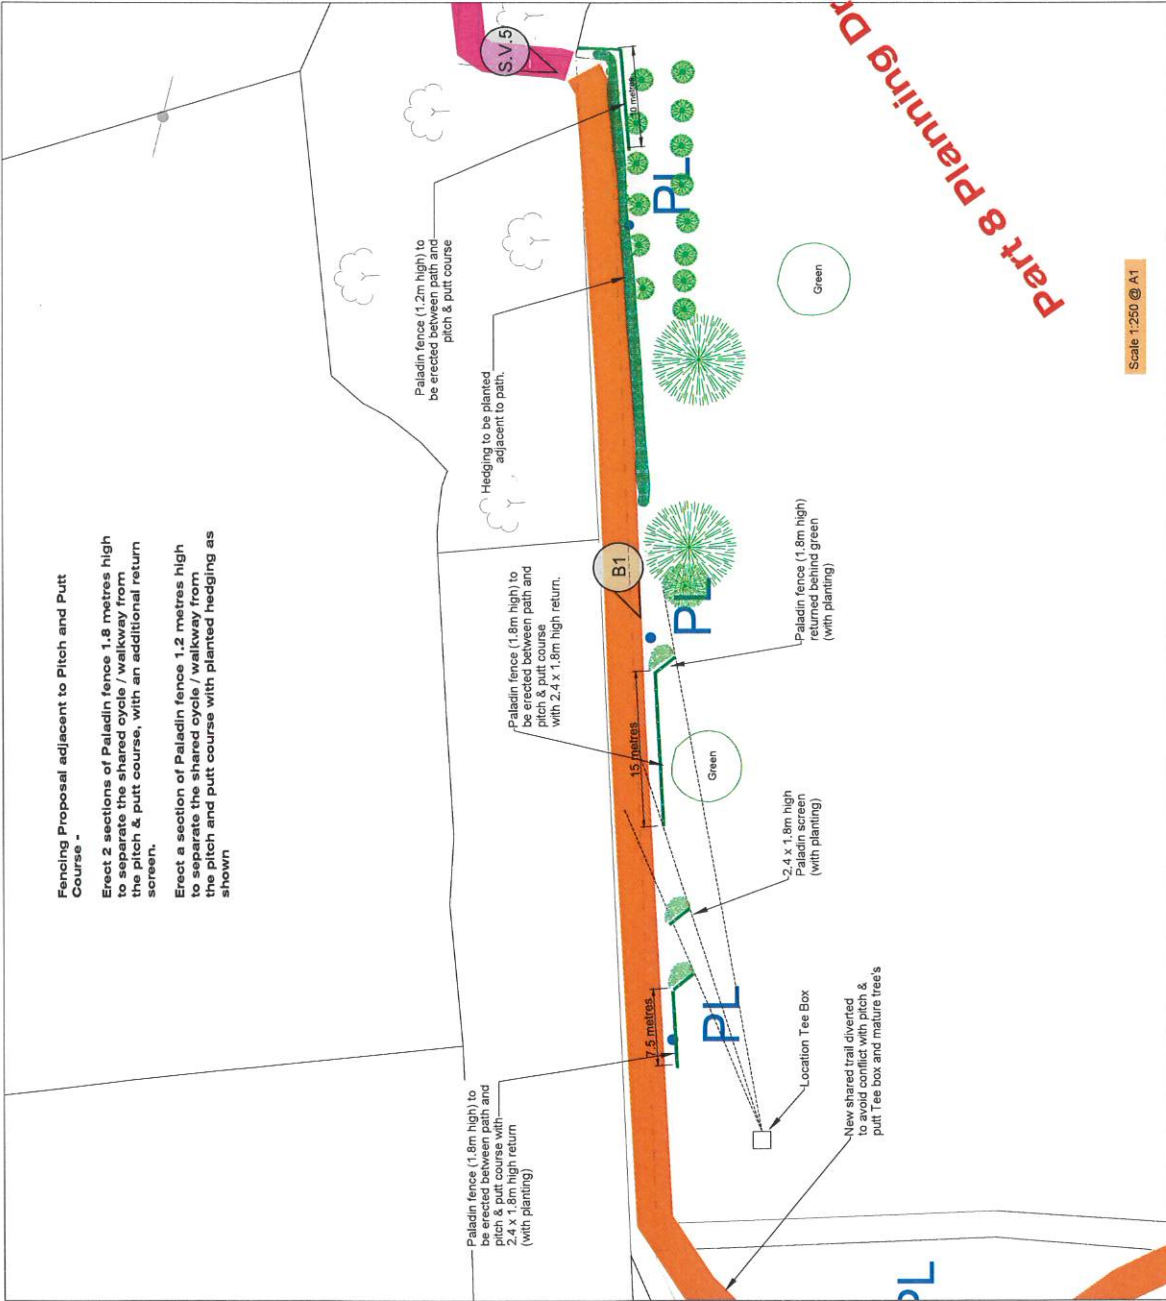 Fencing Proposal adjacent to Pitch and Putt
Course -
Erect 2 sections of Paladin fence 1.8 metres high
to separate the shared cycle / walkway from
the pitch & putt course, with an additional return
screen.
Erect a section of Paladin fence 1.2 metres high
to separate the shared cycle / walkway from
the pitch and putt course with planted hedging as
shown
Paladin fence (1.2m high) to
be erected between path and
pitch & putt course
Hedging to be planted
adjacent to path.
Paladin fence (1.8m high) to
be erected between path and
pitch & putt course
with 2.4 x 1.8m high return.
Paladin fence (1.8m high) to
be erected between path and
pitch & putt course with
2.4 x 1.8m high return
(with planting)
S.V.5
B1
10 metres
15 metres
7.5 metres
PL
PL
PL
PL
Green
Green
Paladin fence (1.8m high)
returned behind green
(with planting)
2.4 x 1.8m high
Paladin screen
(with planting)
Location Tee Box
New shared trail diverted
to avoid conflict with pitch &
putt Tee box and mature tree's
Part 8 Planning
Scale 1:250 @ A1